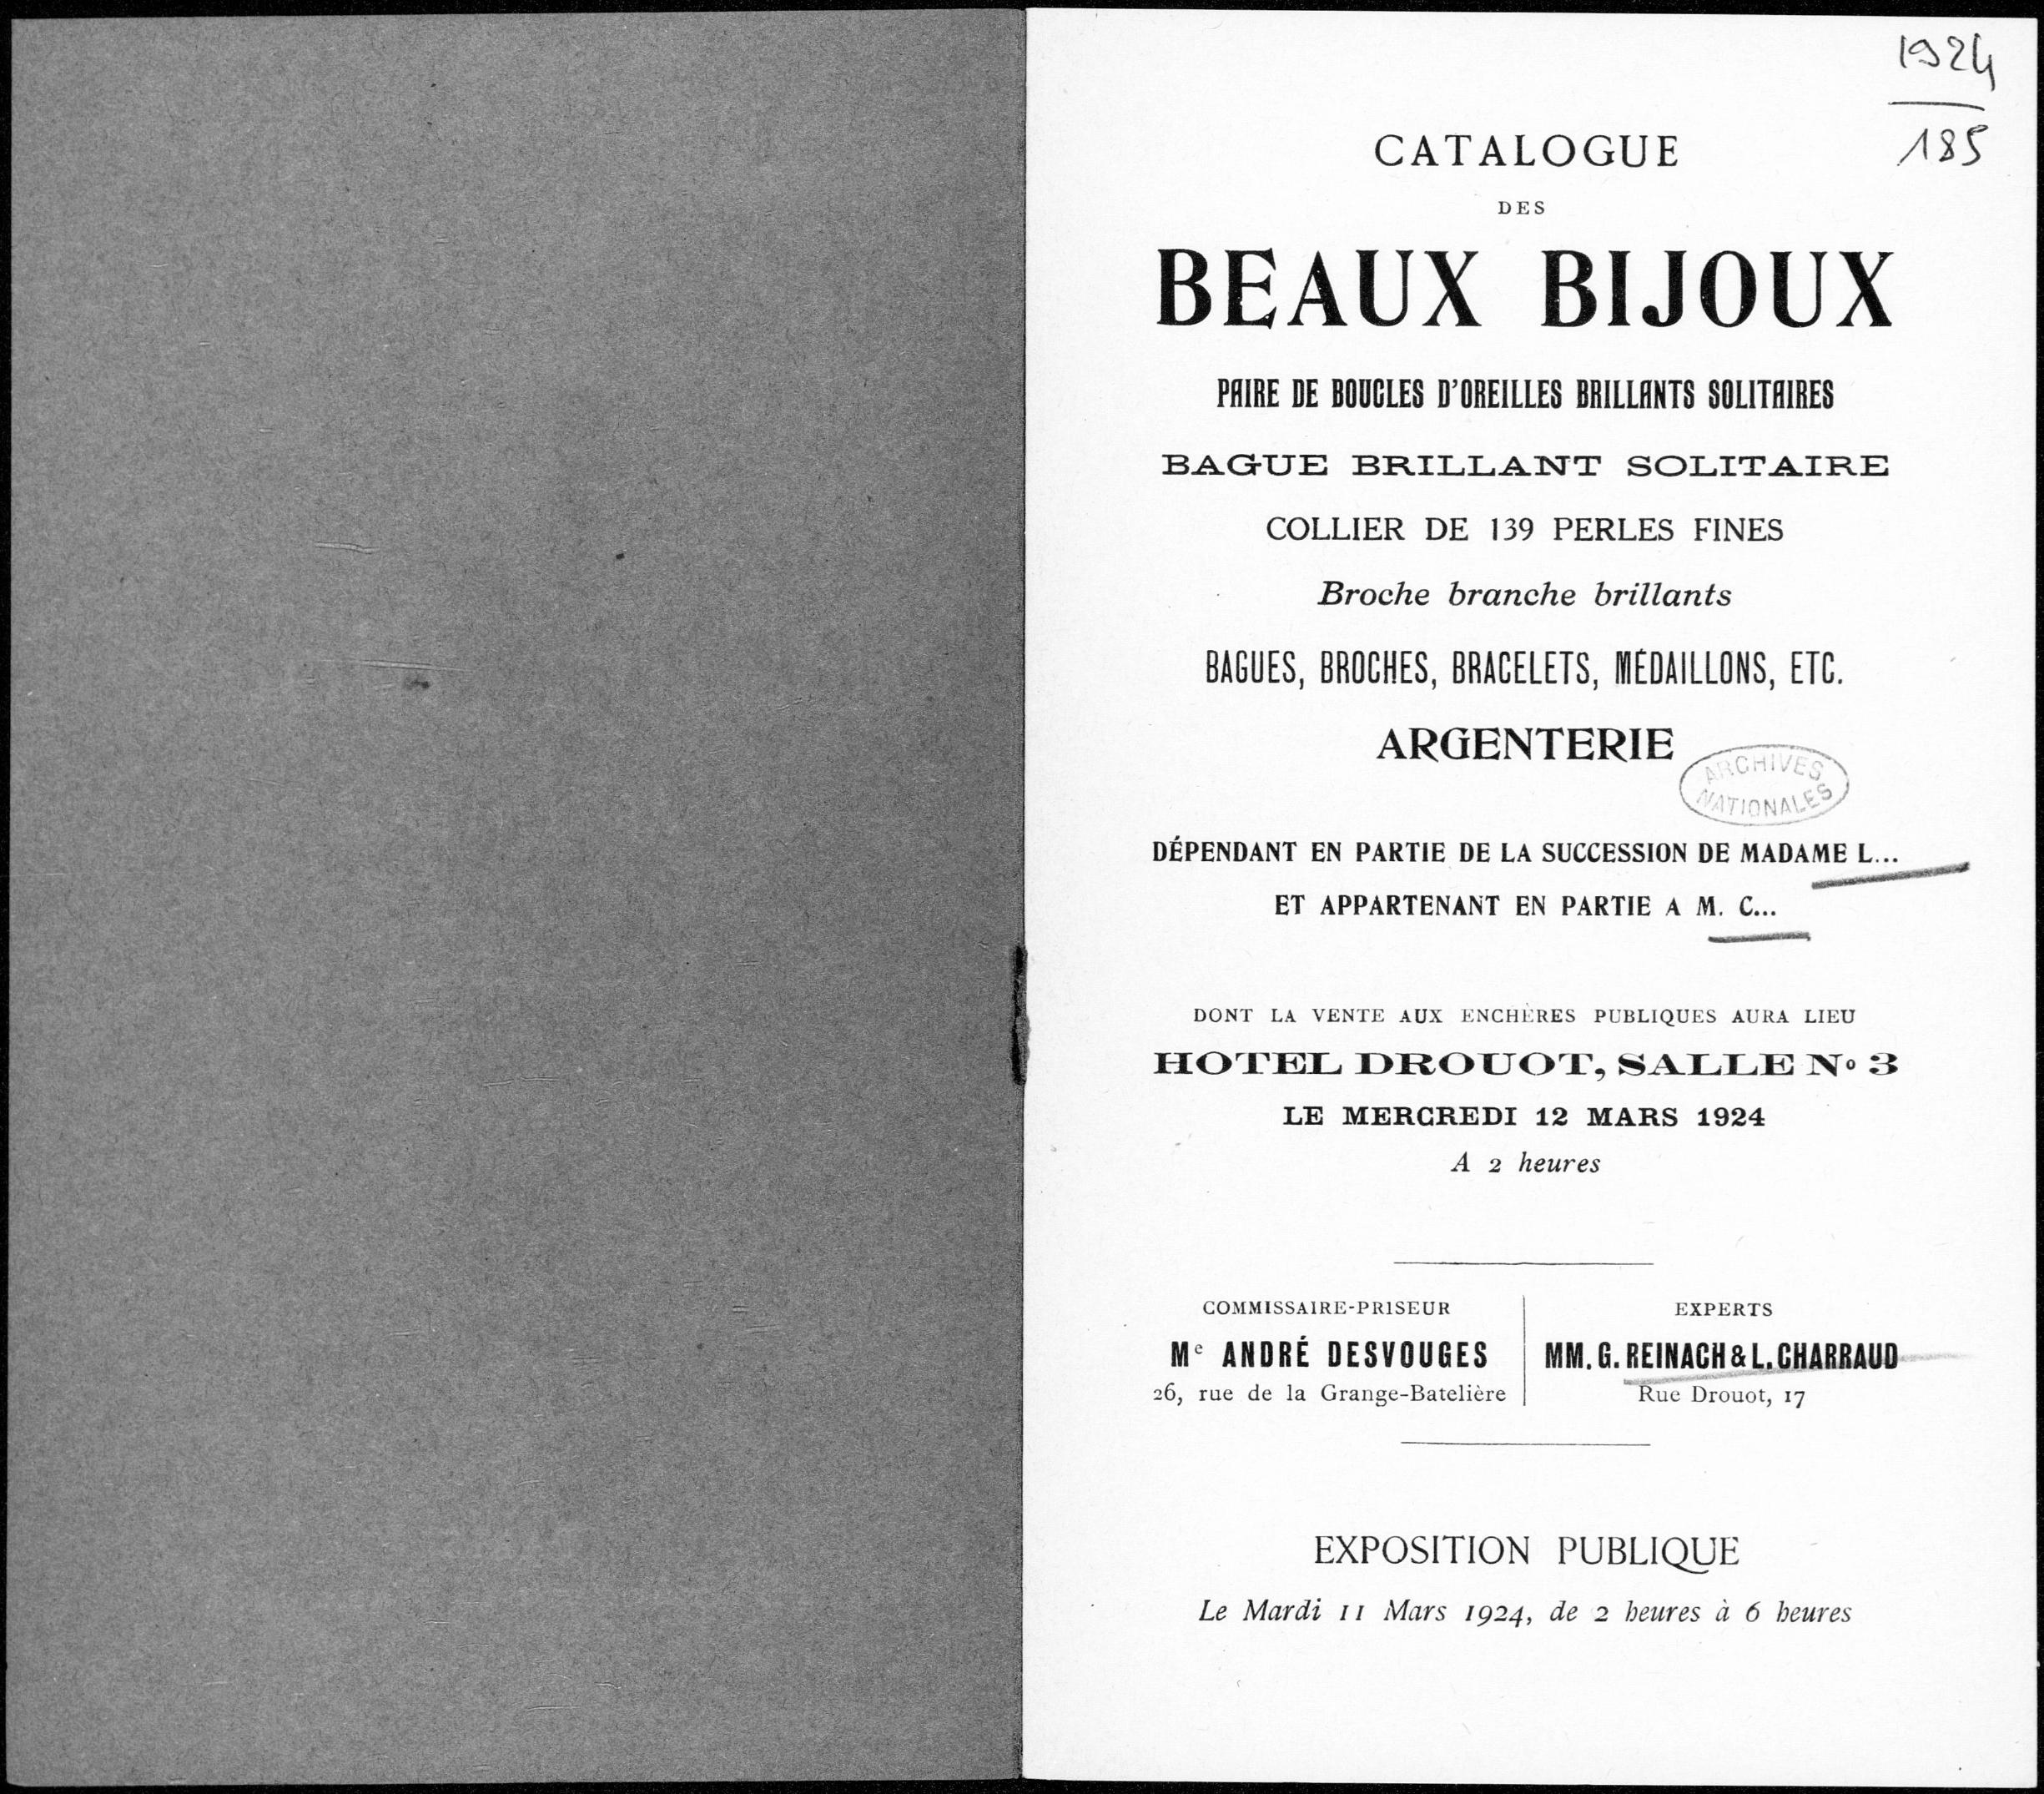 1924
185
CATALOGUE
DES
BEAUX BIJOUX
PAIRE DE BOUCLES D'OREILLES BRILLANTS SOLITAIRES
BAGUE BRILLANT SOLITAIRE
COLLIER DE 139 PERLES FINES
Broche branche brillants
BAGUES, BROCHES, BRACELETS, MÉDAILLONS, ETC.
ARGENTERIE
ARCHIVES
NATIONALES
DÉPENDANT EN PARTIE DE LA SUCCESSION DE MADAME L...
ET APPARTENANT EN PARTIE A M. C...
DONT LA VENTE AUX ENCHÈRES PUBLIQUES AURA LIEU
HOTEL DROUOT, SALLE Nº 3
LE MERCREDI 12 MARS 1924
A 2 heures
COMMISSAIRE-PRISEUR
Me ANDRÉ DESVOUGES
26, rue de la Grange-Batelière
EXPERTS
MM. G. REINACH & L. CHARRAUD
Rue Drouot, 17
EXPOSITION PUBLIQUE
Le Mardi 11 Mars 1924, de 2 heures à 6 heures